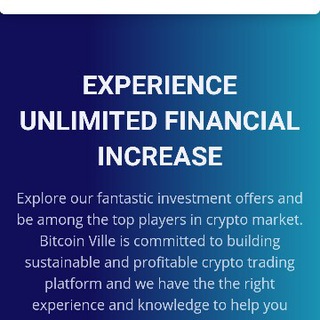 EXPERIENCE
UNLIMITED FINANCIAL
INCREASE
Explore our fantastic investment offers and
be among the top players in crypto market.
Bitcoin Ville is committed to building
sustainable and profitable crypto trading
platform and we have the the right
experience and knowledge to help you